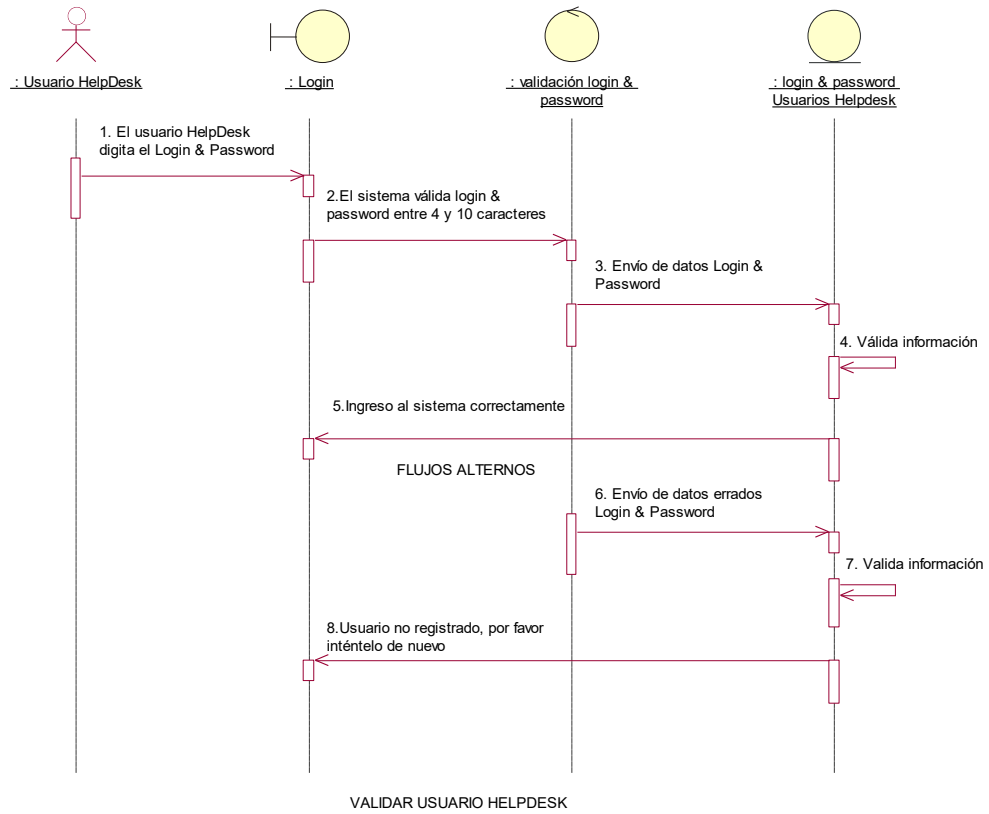 : Usuario HelpDesk
: Login
: validación login &
password
: login & password
Usuarios Helpdesk
1. El usuario HelpDesk
digita el Login & Password
2.El sistema válida login &
password entre 4 y 10 caracteres
3. Envío de datos Login &
Password
4. Válida información
5.Ingreso al sistema correctamente
FLUJOS ALTERNOS
6. Envío de datos errados
Login & Password
7. Valida información
8.Usuario no registrado, por favor
inténtelo de nuevo
VALIDAR USUARIO HELPDESK